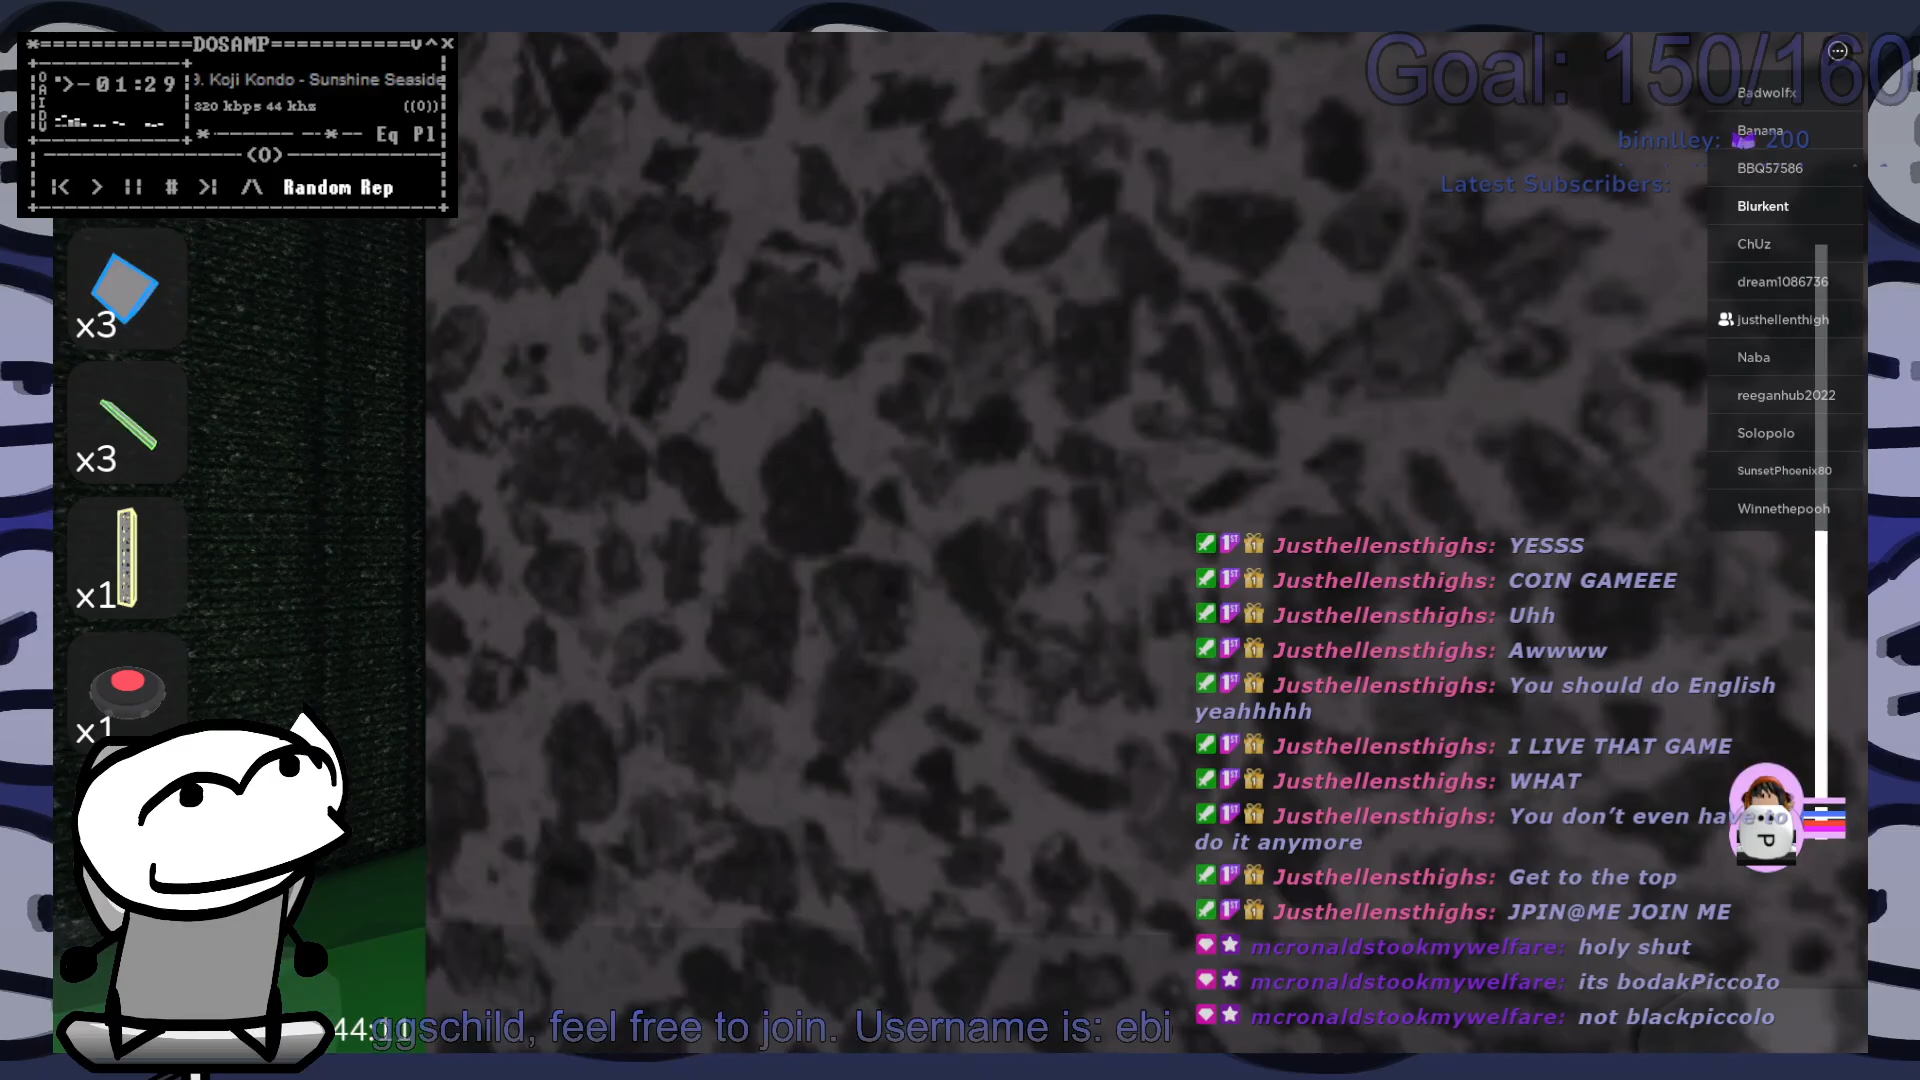 *============DOSAMP============v^x
OAIDV
01:29
9. Koji Kondo - Sunshine Seaside
320 kbps 44 khz
((O))
Eq Pl
(O)
Random Rep
Goal: 150/160
binnlley: 200
Latest Subscribers:
Badwolfx
Banana
BBQ57586
Blurkent
ChUz
dream1086736
justhellenthigh
Naba
reeganhub2022
Solopolo
SunsetPhoenix80
Winnethepooh
x3
x3
x1
x1
Justhellensthighs: YESSS
Justhellensthighs: COIN GAMEEE
Justhellensthighs: Uhh
Justhellensthighs: Awwww
Justhellensthighs: You should do English
yeahhhhh
Justhellensthighs: I LIVE THAT GAME
Justhellensthighs: WHAT
Justhellensthighs: You don't even have to
do it anymore
Justhellensthighs: Get to the top
Justhellensthighs: JPIN@ME JOIN ME
mcronaldstookmywelfare: holy shut
mcronaldstookmywelfare: its bodakPiccoIo
mcronaldstookmywelfare: not blackpiccolo
P
ggschild, feel free to join. Username is: ebi